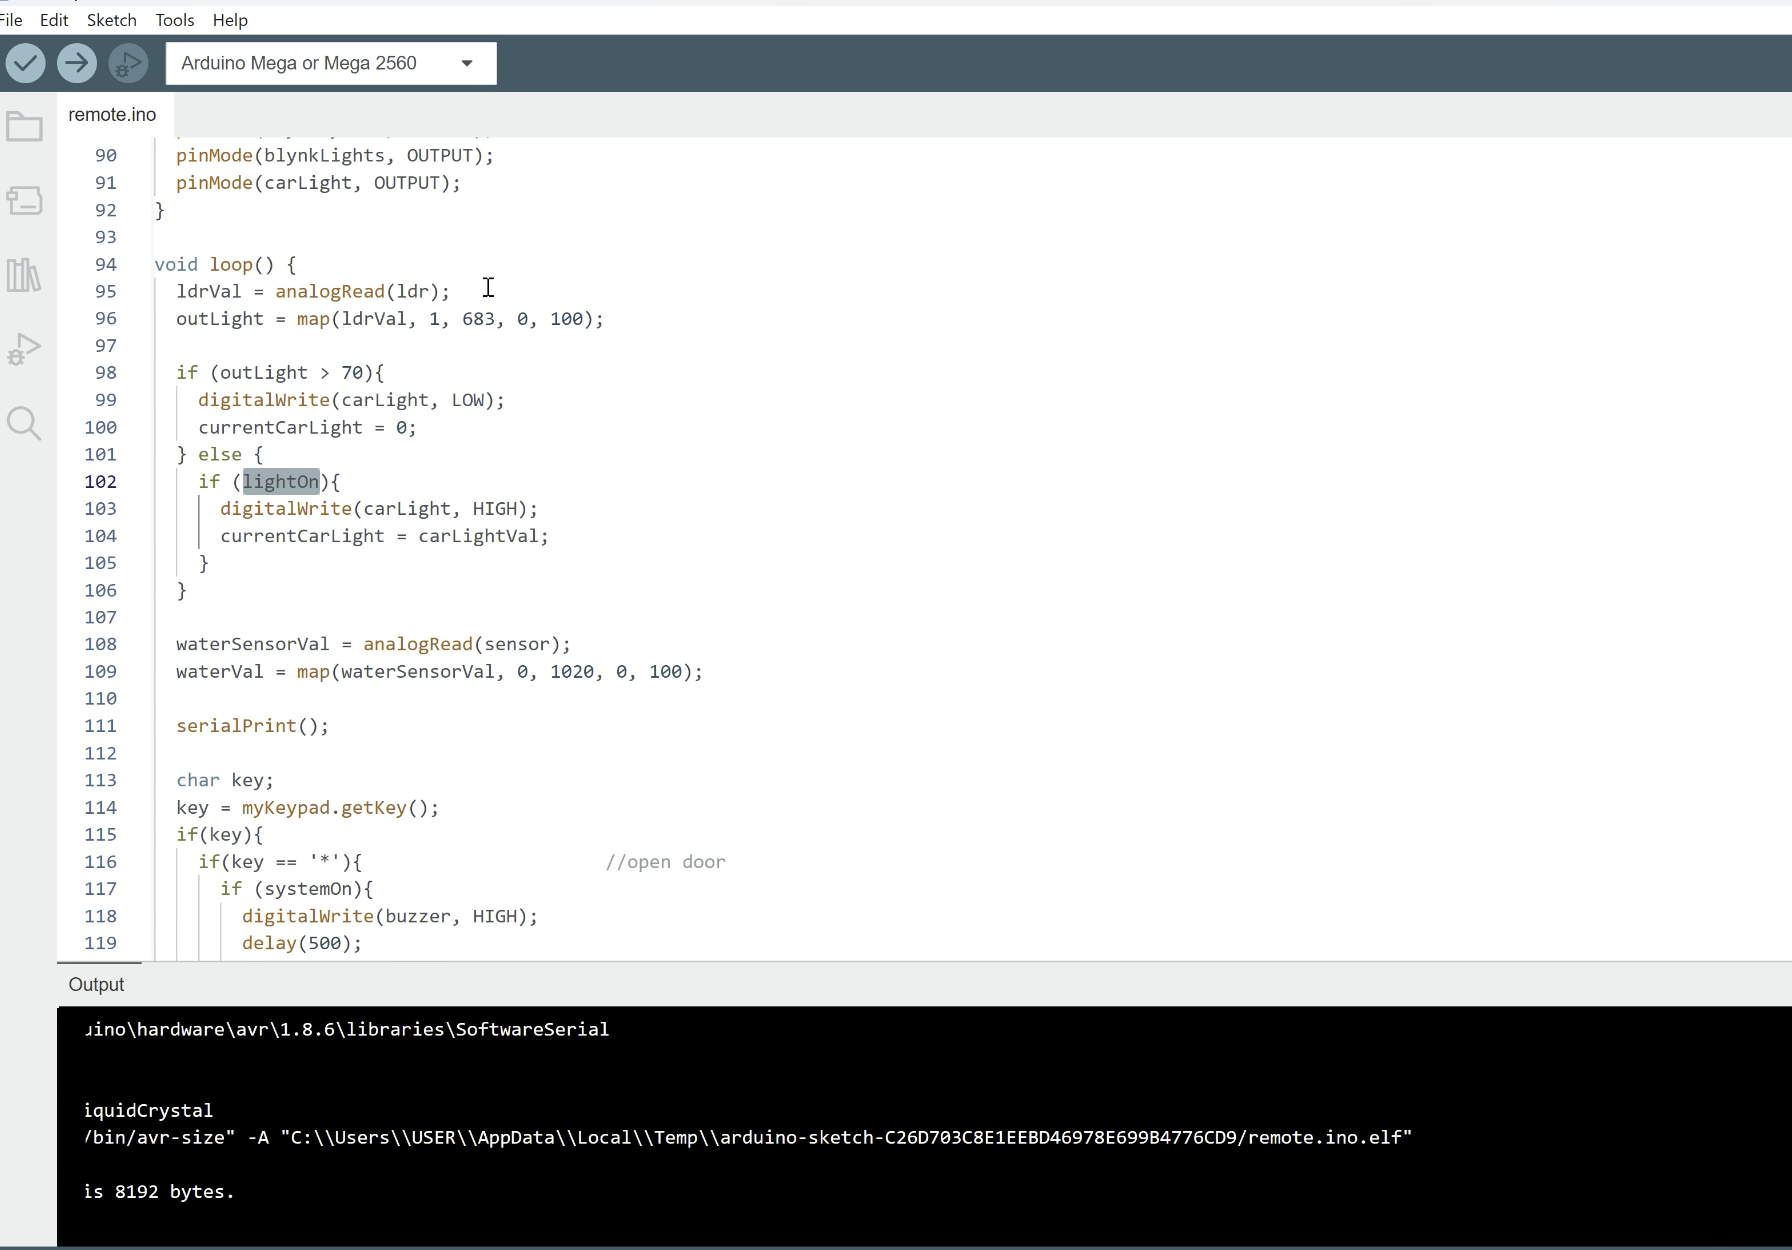 File Edit Sketch Tools Help
Arduino Mega or Mega 2560
remote.ino
90 pinMode(blynkLights, OUTPUT);
91 pinMode(carLight, OUTPUT);
92 }
93
94 void loop() {
95 ldrVal = analogRead(ldr);
96 outLight = map(ldrVal, 1, 683, 0, 100);
97
98 if (outLight > 70){
99 digitalWrite(carLight, LOW);
100 currentCarLight = 0;
101 } else {
102 if (lightOn){
103 digitalWrite(carLight, HIGH);
104 currentCarLight = carLightVal;
105 }
106 }
107
108 waterSensorVal = analogRead(sensor);
109 waterVal = map(waterSensorVal, 0, 1020, 0, 100);
110
111 serialPrint();
112
113 char key;
114 key = myKeypad.getKey();
115 if(key){
116 if(key == '*'){ //open door
117 if (systemOn){
118 digitalWrite(buzzer, HIGH);
119 delay(500);
Output
uino\hardware\avr\1.8.6\libraries\SoftwareSerial
iquidCrystal
/bin/avr-size" -A "C:\\Users\\USER\\AppData\\Local\\Temp\\arduino-sketch-C26D703C8E1EEBD46978E699B4776CD9/remote.ino.elf"
is 8192 bytes.